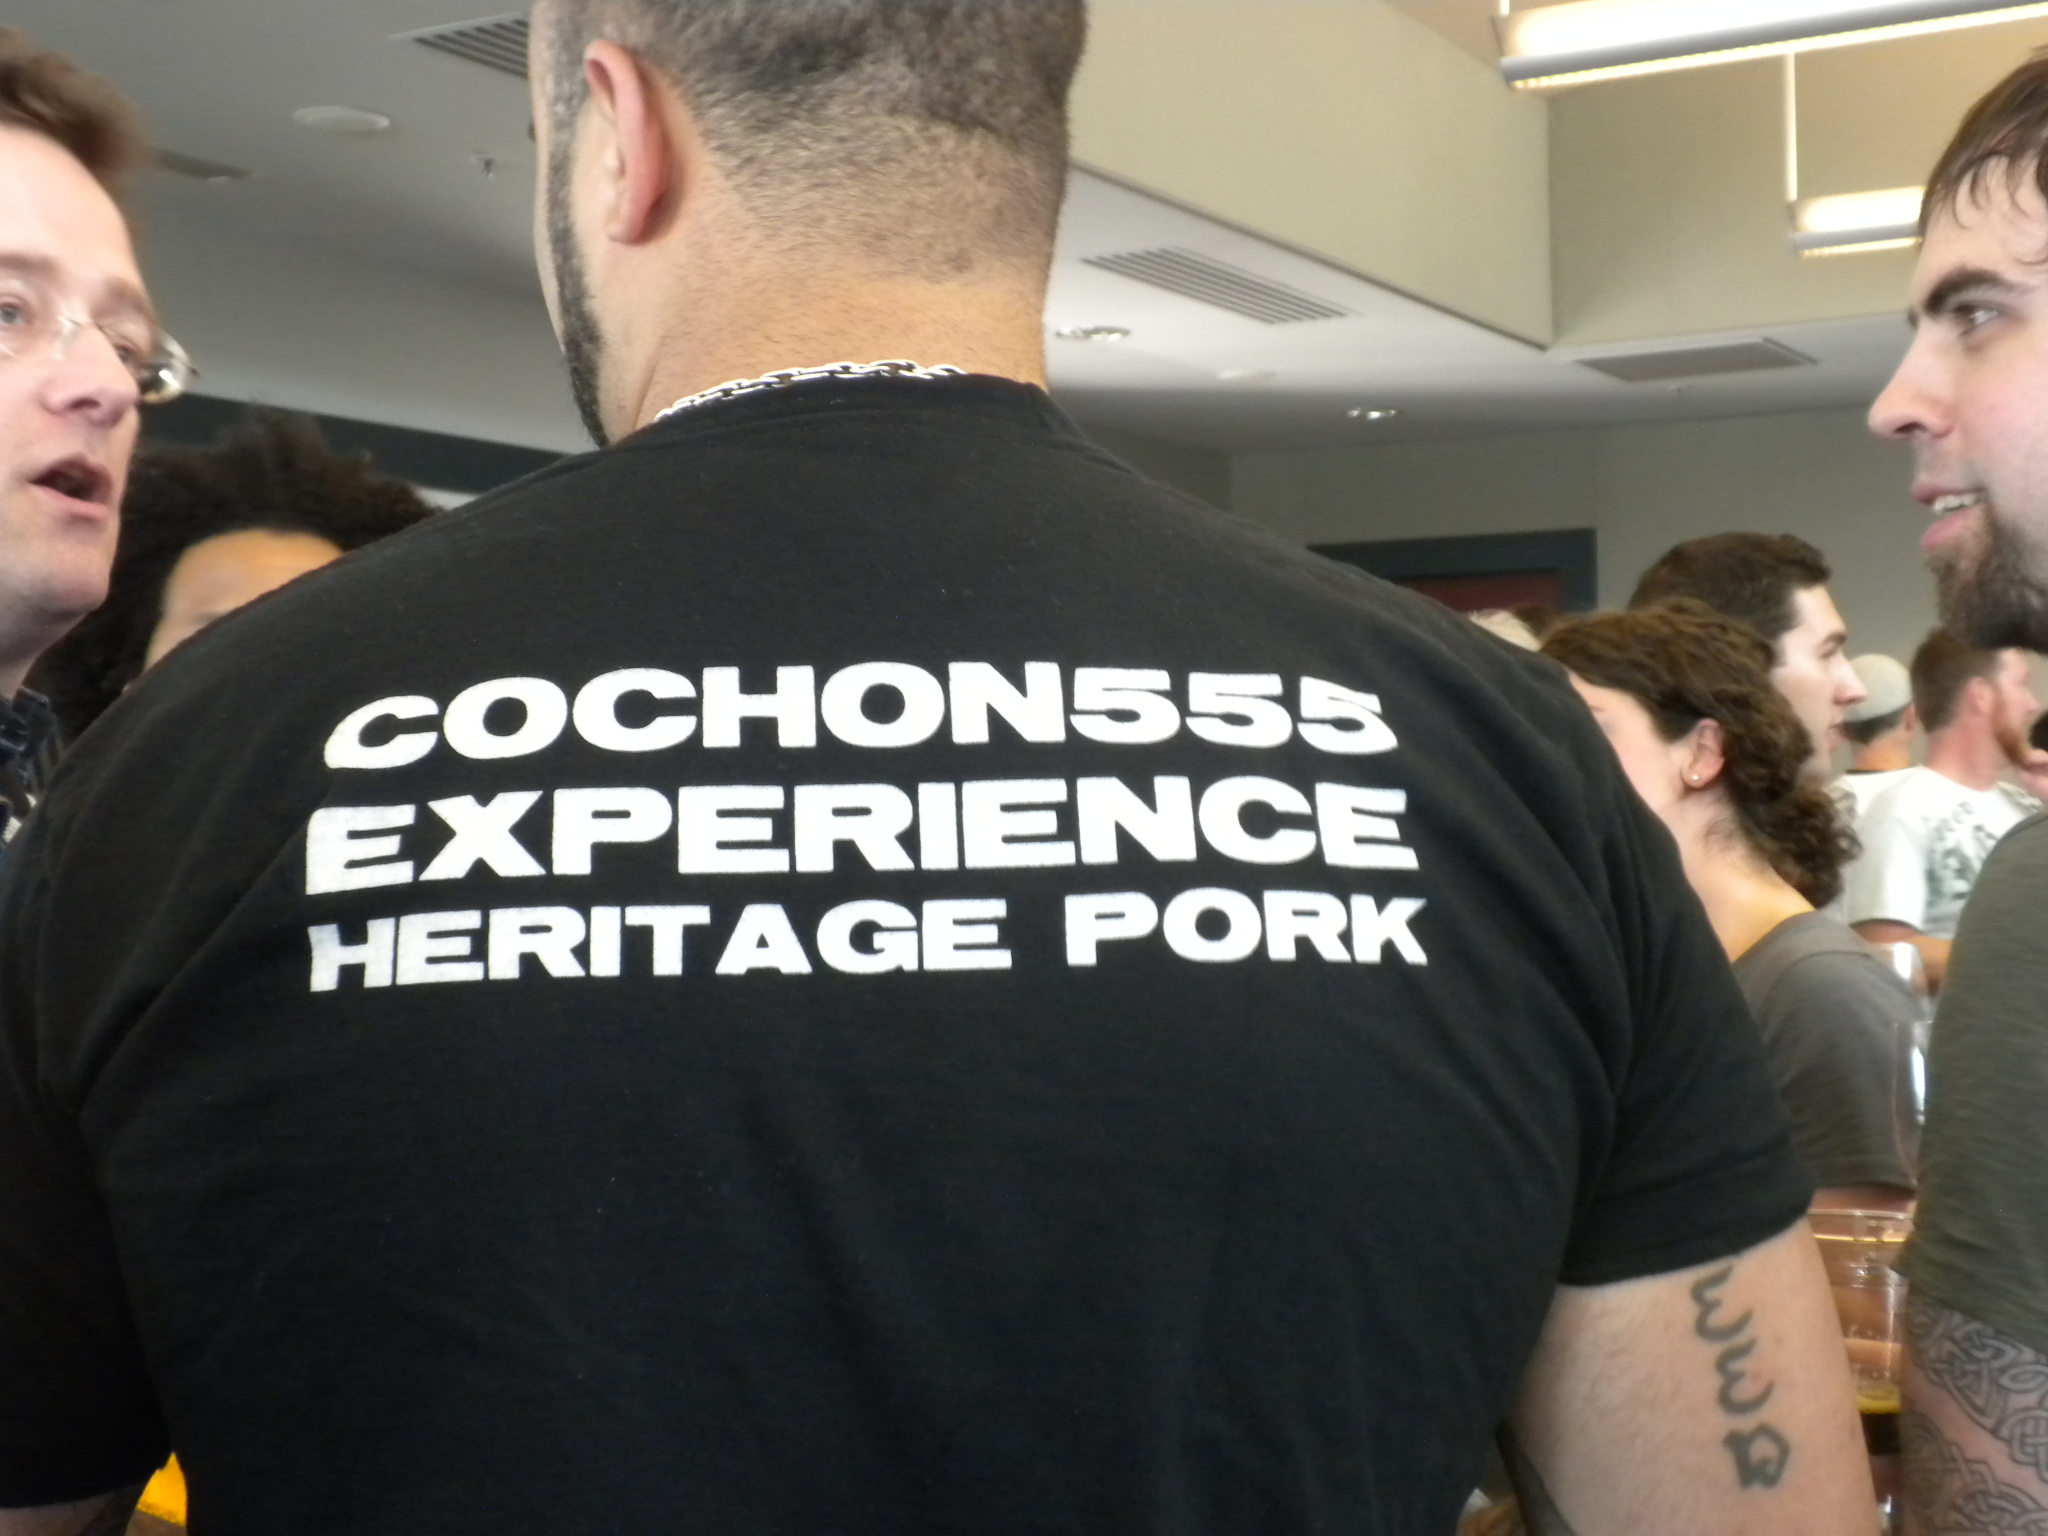 COCHON555
EXPERIENCE
HERITAGE PORK